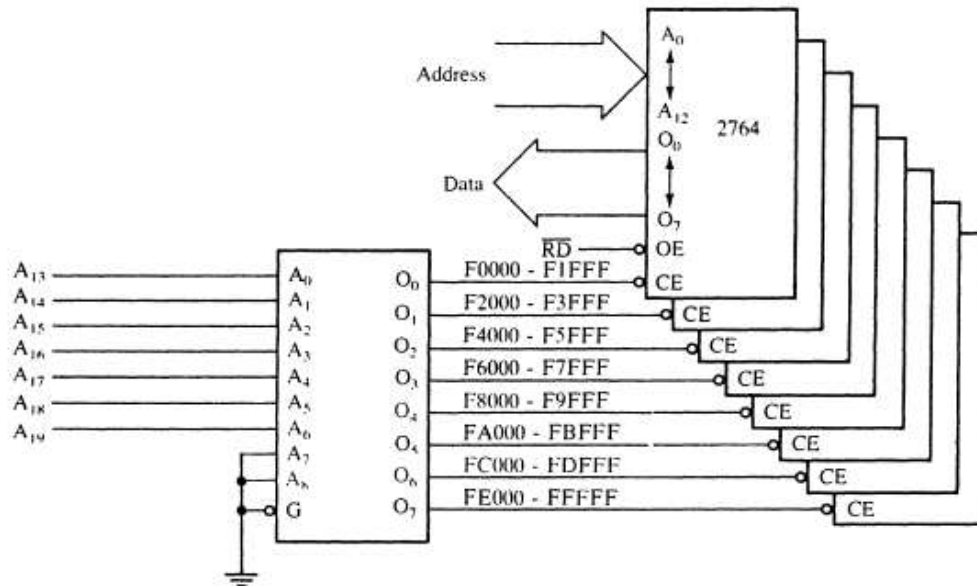 A₀
Address
A₁₂
2764
O₀
Data
O₇
R̅D̅
OE
A₁₃ A₀ O₀ F0000 - F1FFF CE
A₁₄ A₁ O₁ F2000 - F3FFF CE
A₁₅ A₂ O₂ F4000 - F5FFF CE
A₁₆ A₃ O₃ F6000 - F7FFF CE
A₁₇ A₄ O₄ F8000 - F9FFF CE
A₁₈ A₅ O₅ FA000 - FBFFF CE
A₁₉ A₆ O₆ FC000 - FDFFF CE
A₇
A₈
G O₇ FE000 - FFFFF CE